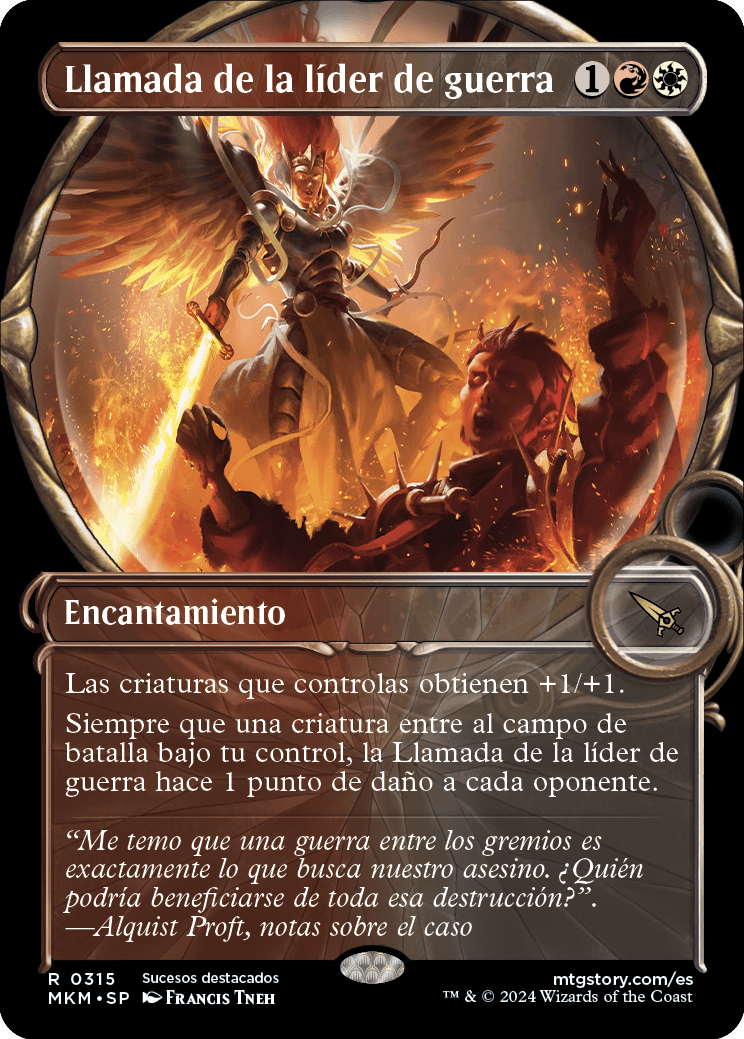 Llamada de la líder de guerra 1
Encantamiento
Las criaturas que controlas obtienen +1/+1.
Siempre que una criatura entre al campo de
batalla bajo tu control, la Llamada de la líder de
guerra hace 1 punto de daño a cada oponente.
“Me temo que una guerra entre los gremios es
exactamente lo que busca nuestro asesino. ¿Quién
podría beneficiarse de toda esa destrucción?”.
—Alquist Proft, notas sobre el caso
R 0315 Sucesos destacados mtgstory.com/es
MKM • SP Francis Tneh ™ & © 2024 Wizards of the Coast